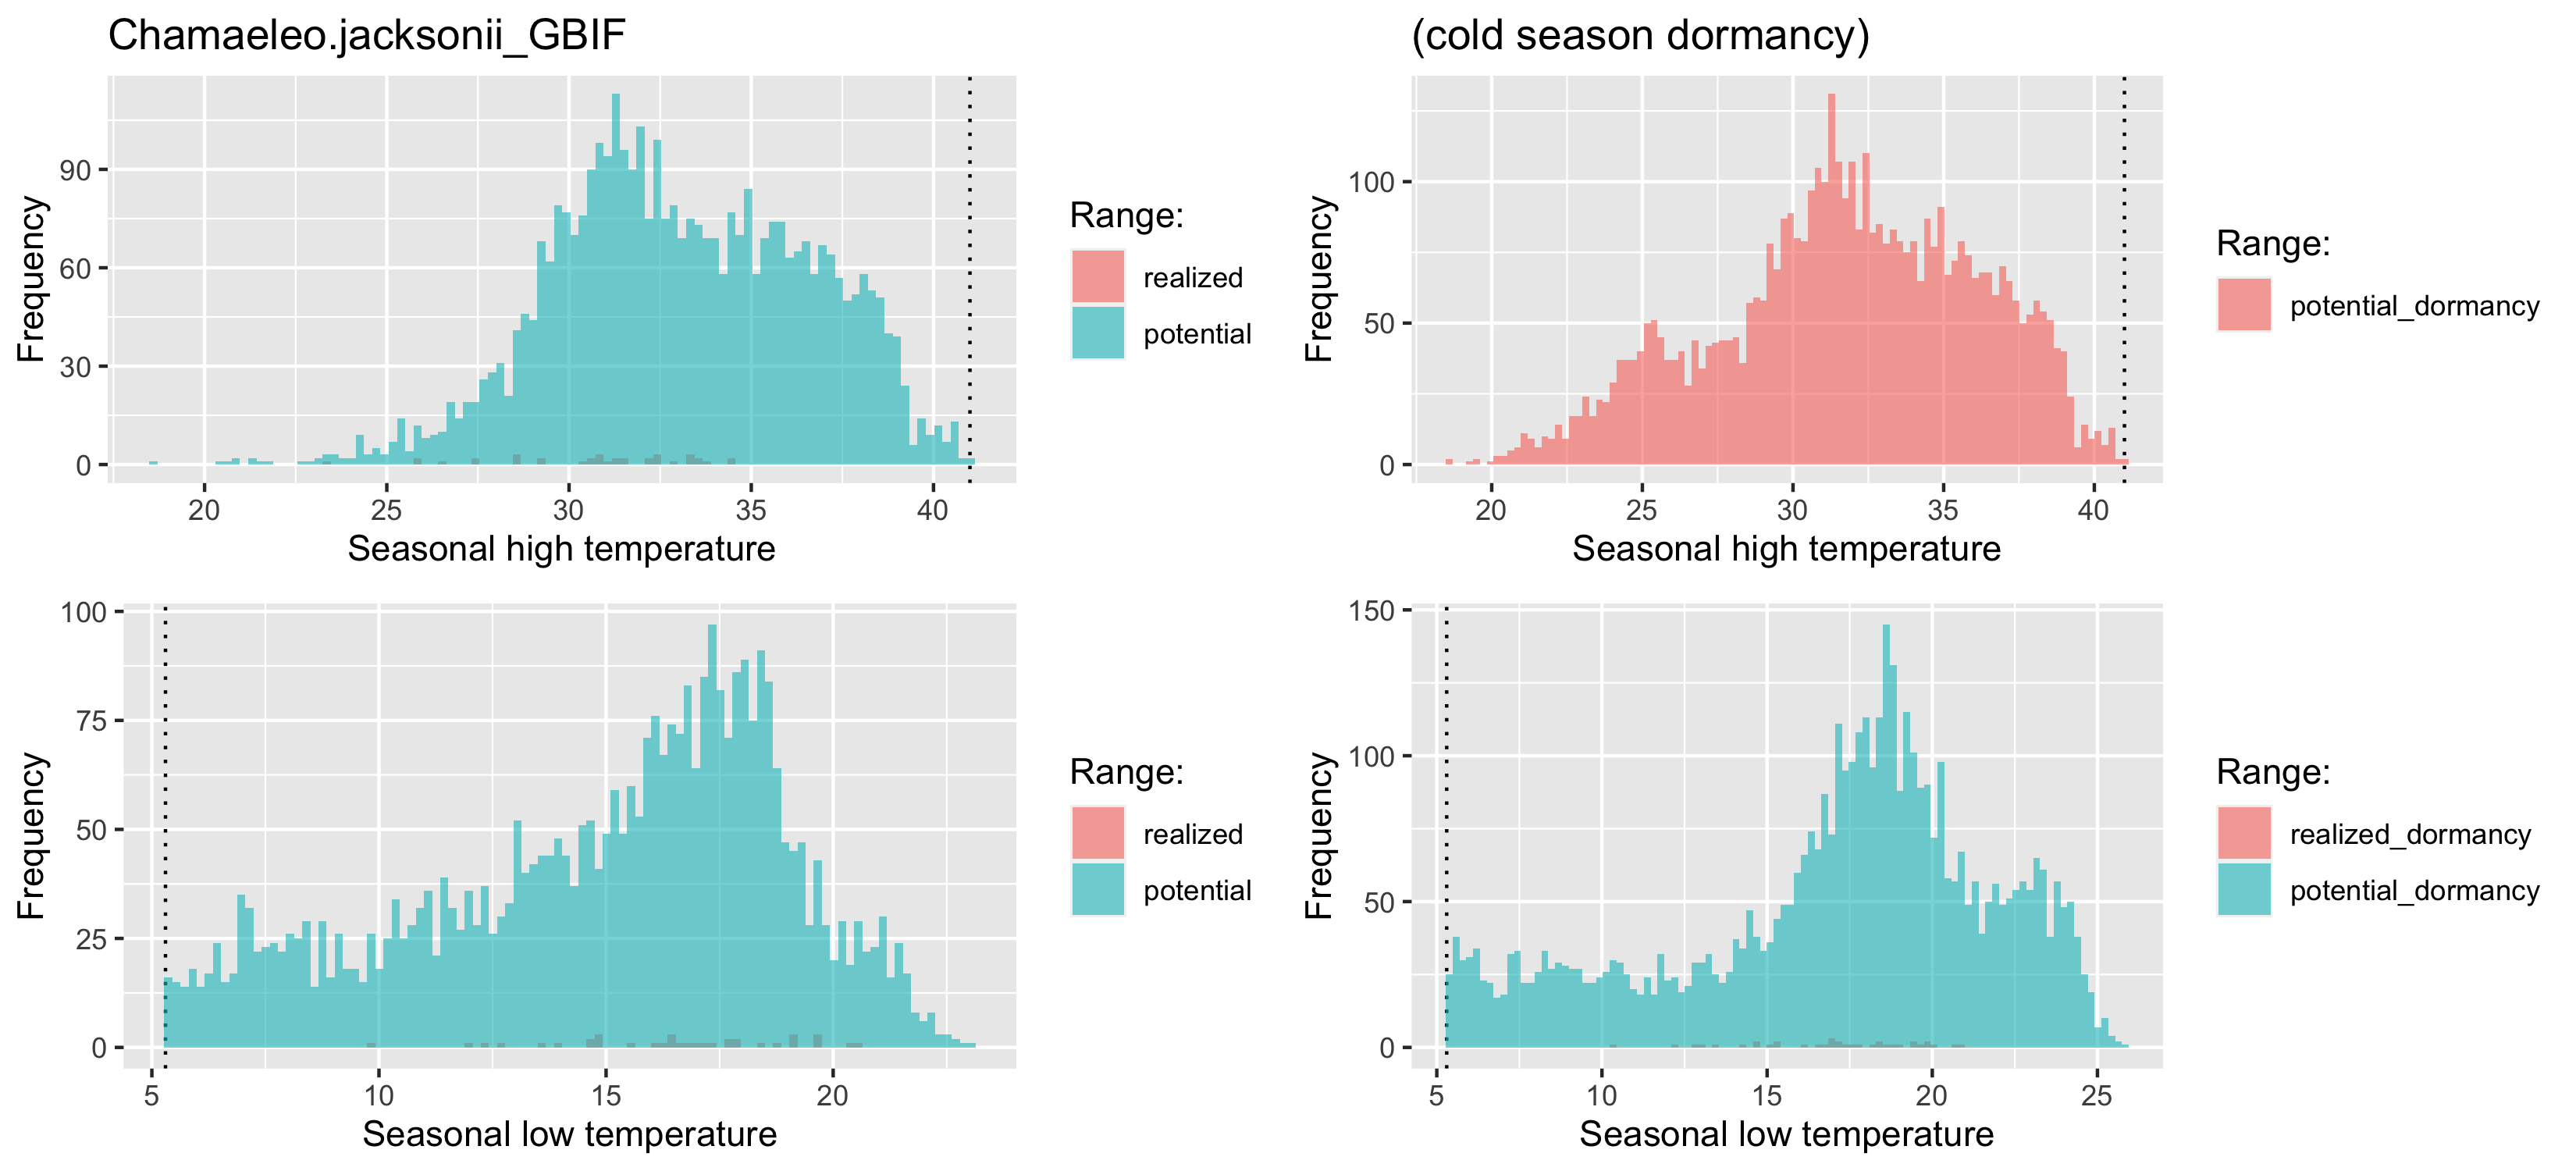 Chamaeleo.jacksonii_GBIF
Frequency
90
60
30
0
20 25 30 35 40
Seasonal high temperature
Range:
realized
potential
(cold season dormancy)
Frequency
100
50
0
20 25 30 35 40
Seasonal high temperature
Range:
potential_dormancy
Frequency
100
75
50
25
0
5 10 15 20
Seasonal low temperature
Range:
realized
potential
Frequency
150
100
50
0
5 10 15 20 25
Seasonal low temperature
Range:
realized_dormancy
potential_dormancy